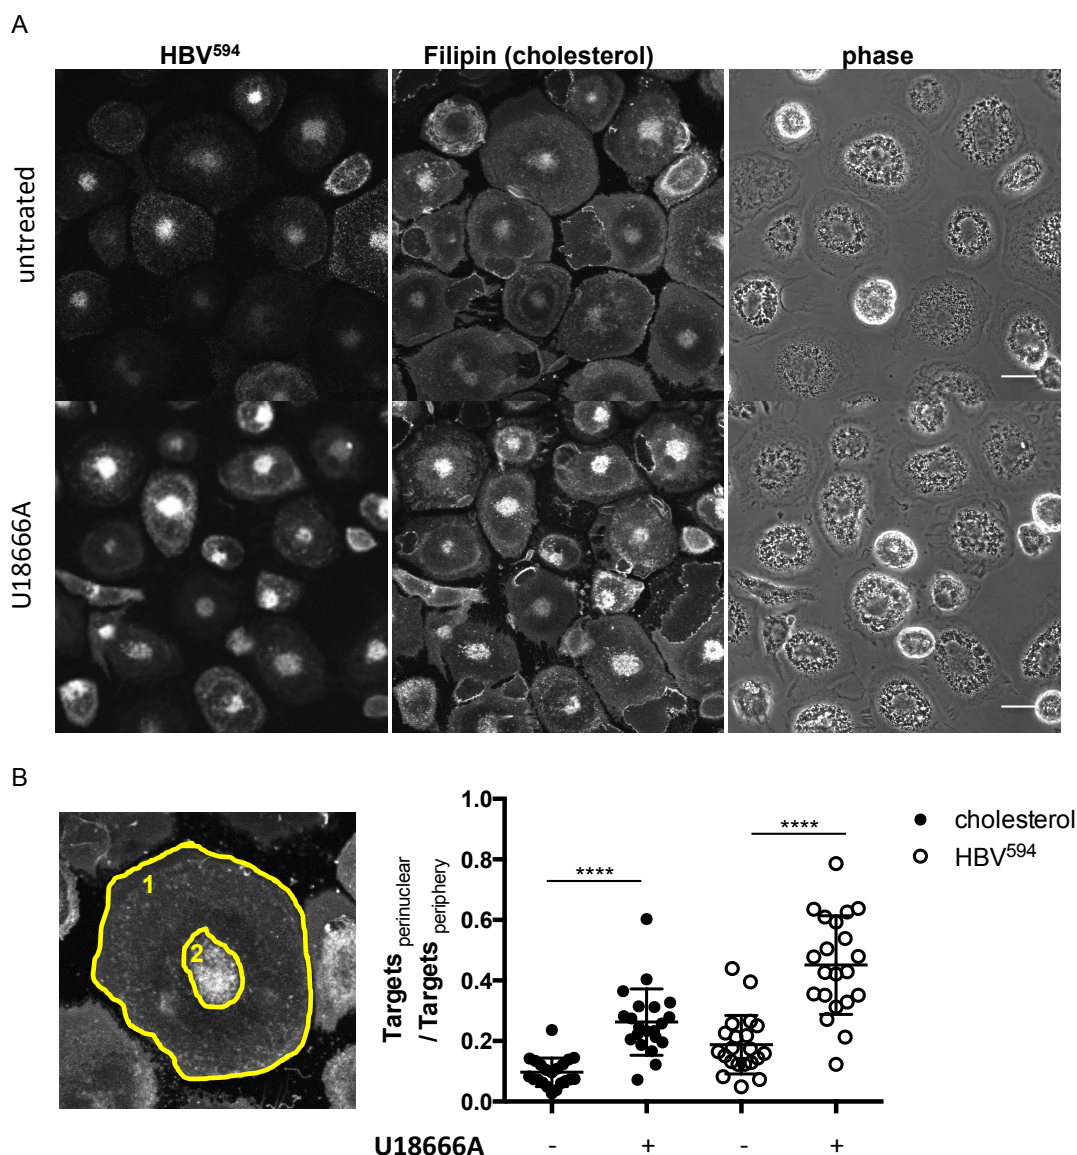 A
HBV594 Filipin (cholesterol) phase
untreated
U18666A
B
1
2
1.0
0.8
0.6
0.4
0.2
0.0
Targets perinuclear
/ Targets periphery
****
****
cholesterol
HBV594
U18666A - + - +